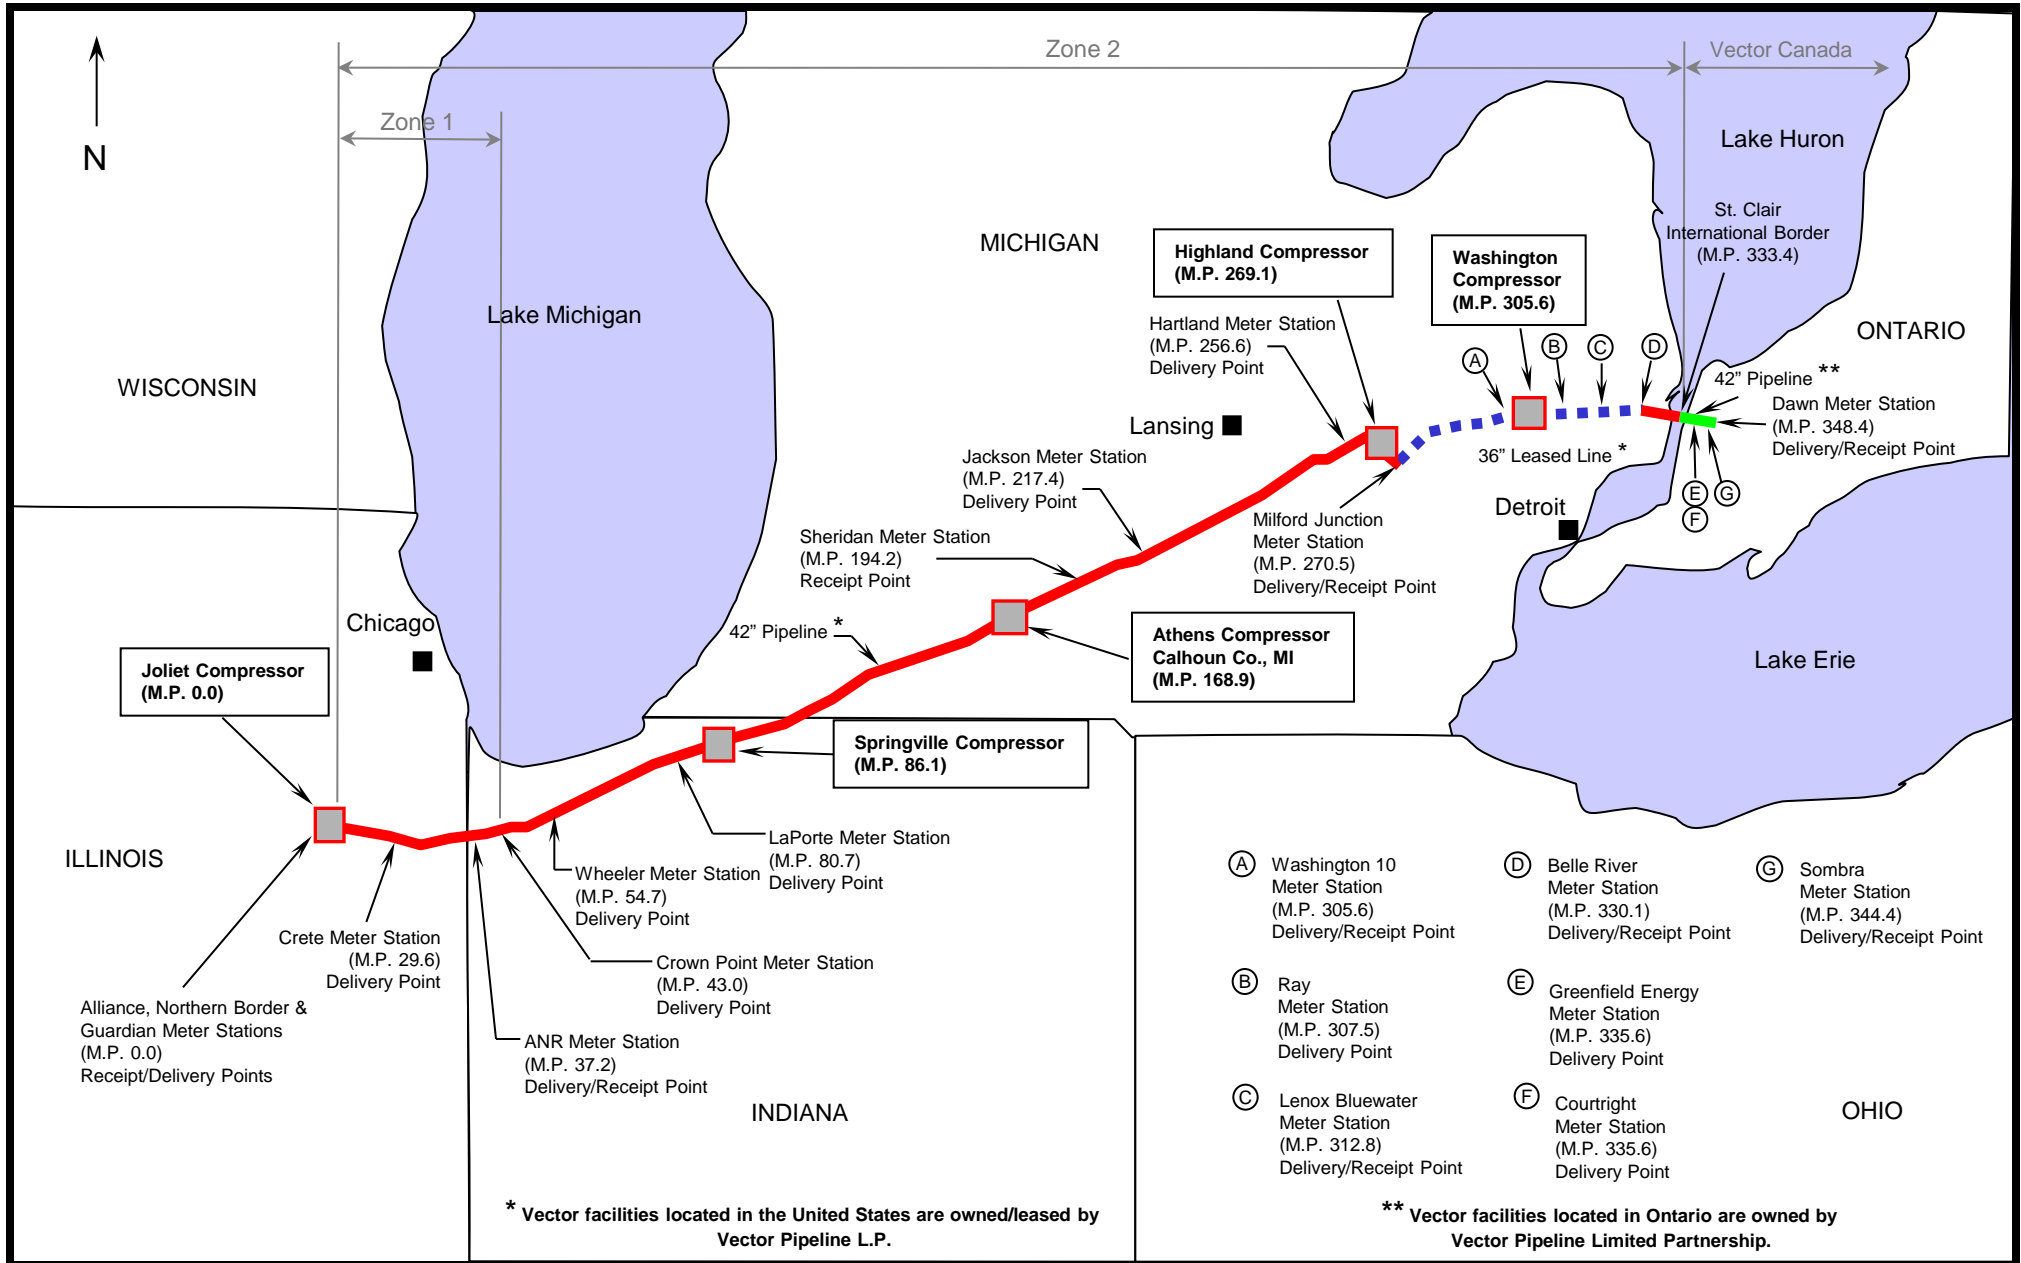 Zone 2
Vector Canada
Zone 1
N
Lake Huron
St. Clair
International Border
(M.P. 333.4)
MICHIGAN
Highland Compressor
(M.P. 269.1)
Washington
Compressor
(M.P. 305.6)
Lake Michigan
Hartland Meter Station
(M.P. 256.6)
Delivery Point
ONTARIO
A
B
C
D
WISCONSIN
42” Pipeline **
Dawn Meter Station
(M.P. 348.4)
Delivery/Receipt Point
Lansing
36” Leased Line *
Jackson Meter Station
(M.P. 217.4)
Delivery Point
E
F
G
Detroit
Milford Junction
Meter Station
(M.P. 270.5)
Delivery/Receipt Point
Sheridan Meter Station
(M.P. 194.2)
Receipt Point
Chicago
42” Pipeline *
Athens Compressor
Calhoun Co., MI
(M.P. 168.9)
Lake Erie
Joliet Compressor
(M.P. 0.0)
Springville Compressor
(M.P. 86.1)
ILLINOIS
LaPorte Meter Station
(M.P. 80.7)
Delivery Point
Wheeler Meter Station
(M.P. 54.7)
Delivery Point
Crete Meter Station
(M.P. 29.6)
Delivery Point
Crown Point Meter Station
(M.P. 43.0)
Delivery Point
Alliance, Northern Border &
Guardian Meter Stations
(M.P. 0.0)
Receipt/Delivery Points
ANR Meter Station
(M.P. 37.2)
Delivery/Receipt Point
INDIANA
A Washington 10
Meter Station
(M.P. 305.6)
Delivery/Receipt Point
B Ray
Meter Station
(M.P. 307.5)
Delivery Point
C Lenox Bluewater
Meter Station
(M.P. 312.8)
Delivery/Receipt Point
D Belle River
Meter Station
(M.P. 330.1)
Delivery/Receipt Point
E Greenfield Energy
Meter Station
(M.P. 335.6)
Delivery Point
F Courtright
Meter Station
(M.P. 335.6)
Delivery Point
G Sombra
Meter Station
(M.P. 344.4)
Delivery/Receipt Point
OHIO
* Vector facilities located in the United States are owned/leased by
Vector Pipeline L.P.
** Vector facilities located in Ontario are owned by
Vector Pipeline Limited Partnership.